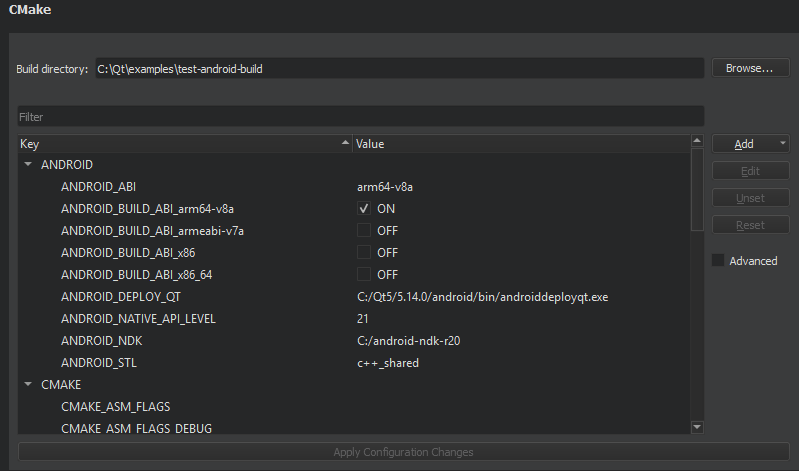 CMake
Build directory: C:\Qt\examples\test-android-build Browse...
Filter
Key Value Add
ANDROID
ANDROID_ABI arm64-v8a Edit
ANDROID_BUILD_ABI_arm64-v8a ON Unset
ANDROID_BUILD_ABI_armeabi-v7a OFF Reset
ANDROID_BUILD_ABI_x86 OFF
Advanced
ANDROID_BUILD_ABI_x86_64 OFF
ANDROID_DEPLOY_QT C:/Qt5/5.14.0/android/bin/androiddeployqt.exe
ANDROID_NATIVE_API_LEVEL 21
ANDROID_NDK C:/android-ndk-r20
ANDROID_STL c++_shared
CMAKE
CMAKE_ASM_FLAGS
CMAKE_ASM_FLAGS_DEBUG
Apply Configuration Changes